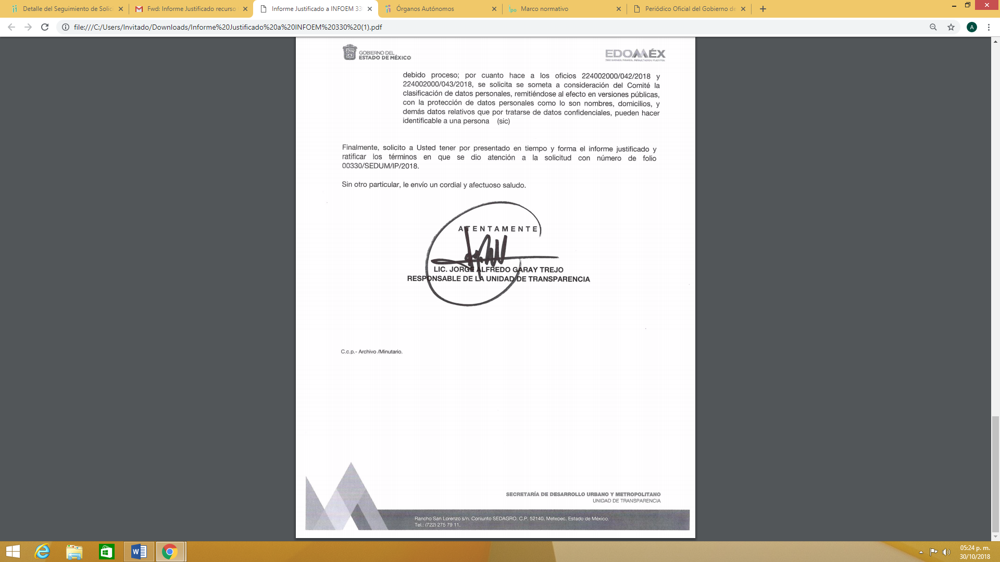 Detalle del Seguimiento de Solici
Fwd: Informe Justificado recurso
Informe Justificado a INFOEM 33
Órganos Autónomos
Marco normativo
Periódico Oficial del Gobierno de
file:///C:/Users/Invitado/Downloads/Informe%20Justificado%20a%20INFOEM%20330%20(1).pdf
A
GOBIERNO DEL
ESTADO DE MÉXICO
EDOMÉX
DECISIONES FIRMES, RESULTADOS FUERTES.
debido proceso; por cuanto hace a los oficios 224002000/042/2018 y
224002000/043/2018, se solicita se someta a consideración del Comité la
clasificación de datos personales, remitiéndose al efecto en versiones públicas,
con la protección de datos personales como lo son nombres, domicilios, y
demás datos relativos que por tratarse de datos confidenciales, pueden hacer
identificable a una persona (sic)
Finalmente, solicito a Usted tener por presentado en tiempo y forma el informe justificado y
ratificar los términos en que se dio atención a la solicitud con número de folio
00330/SEDUM/IP/2018.
Sin otro particular, le envío un cordial y afectuoso saludo.
A T E N T A M E N T E
LIC. JORGE ALFREDO GARAY TREJO
RESPONSABLE DE LA UNIDAD DE TRANSPARENCIA
C.c.p.- Archivo /Minutario.
SECRETARÍA DE DESARROLLO URBANO Y METROPOLITANO
UNIDAD DE TRANSPARENCIA
Rancho San Lorenzo s/n. Conjunto SEDAGRO. C.P. 52140, Metepec, Estado de México.
Tel.: (722) 275 79 11.
05:24 p. m.
30/10/2018